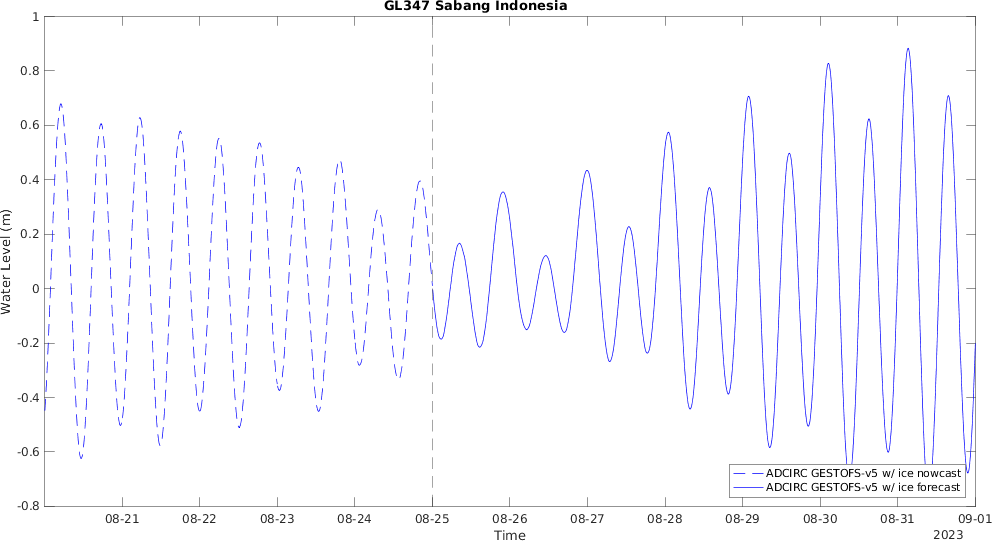 GL347 Sabang Indonesia
Water Level (m)
1
0.8
0.6
0.4
0.2
0
-0.2
-0.4
-0.6
-0.8
ADCIRC GESTOFS-v5 w/ ice nowcast
ADCIRC GESTOFS-v5 w/ ice forecast
08-21 08-22 08-23 08-24 08-25 08-26 08-27 08-28 08-29 08-30 08-31 09-01
Time
2023